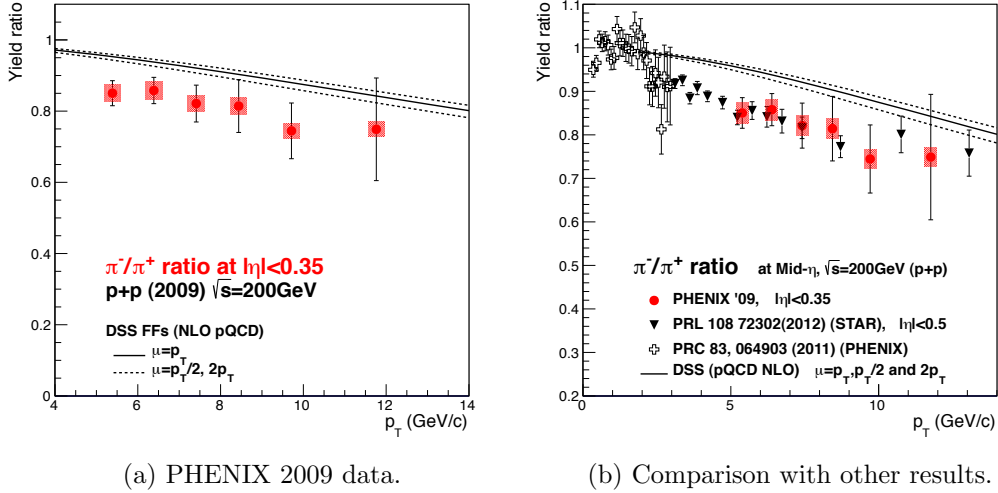 Yield ratio
1
0.8
0.6
0.4
0.2
0
4 6 8 10 12 14
p_T (GeV/c)
π⁻/π⁺ ratio at |η|<0.35
p+p (2009) √s=200GeV
DSS FFs (NLO pQCD)
μ=p_T
μ=p_T/2, 2p_T
(a) PHENIX 2009 data.
Yield ratio
1.1
1
0.9
0.8
0.7
0.6
0.5
0.4
0.3
0.2
0 5 10
p_T (GeV/c)
π⁻/π⁺ ratio at Mid-η, √s=200GeV (p+p)
PHENIX '09, |η|<0.35
PRL 108 72302(2012) (STAR), |η|<0.5
PRC 83, 064903 (2011) (PHENIX)
DSS (pQCD NLO) μ=p_T,p_T/2 and 2p_T
(b) Comparison with other results.